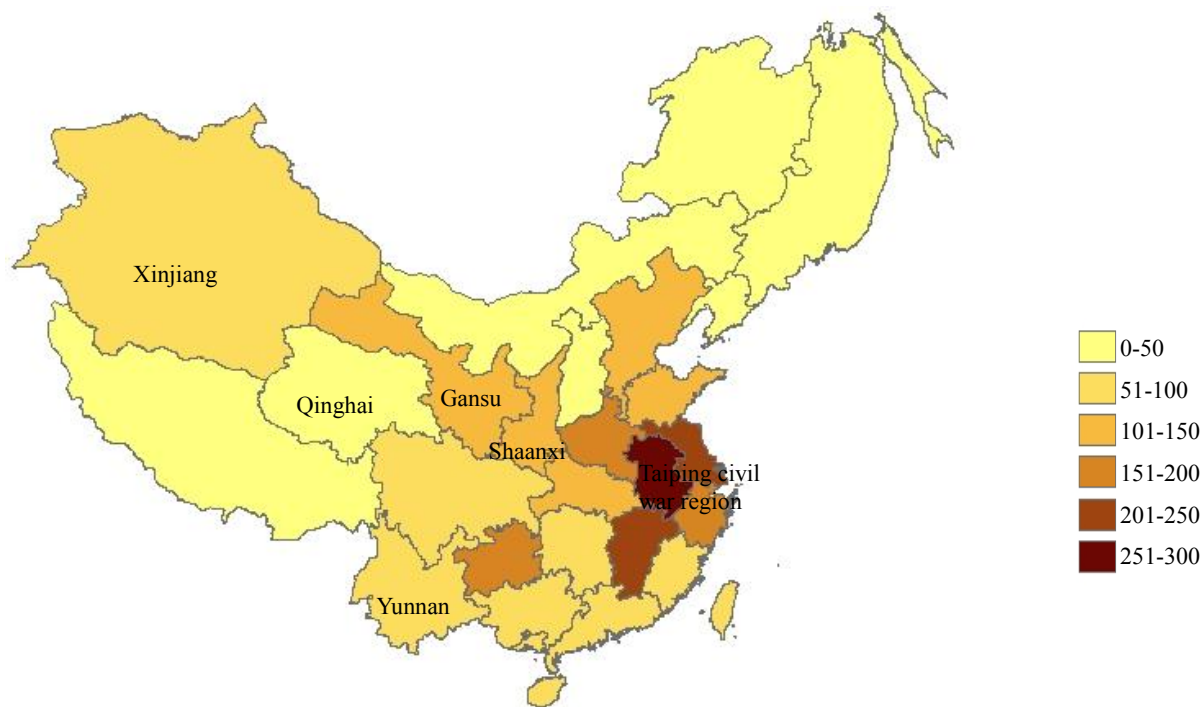 Xinjiang
Qinghai
Gansu
Shaanxi
Taiping civil
war region
Yunnan
0-50
51-100
101-150
151-200
201-250
251-300